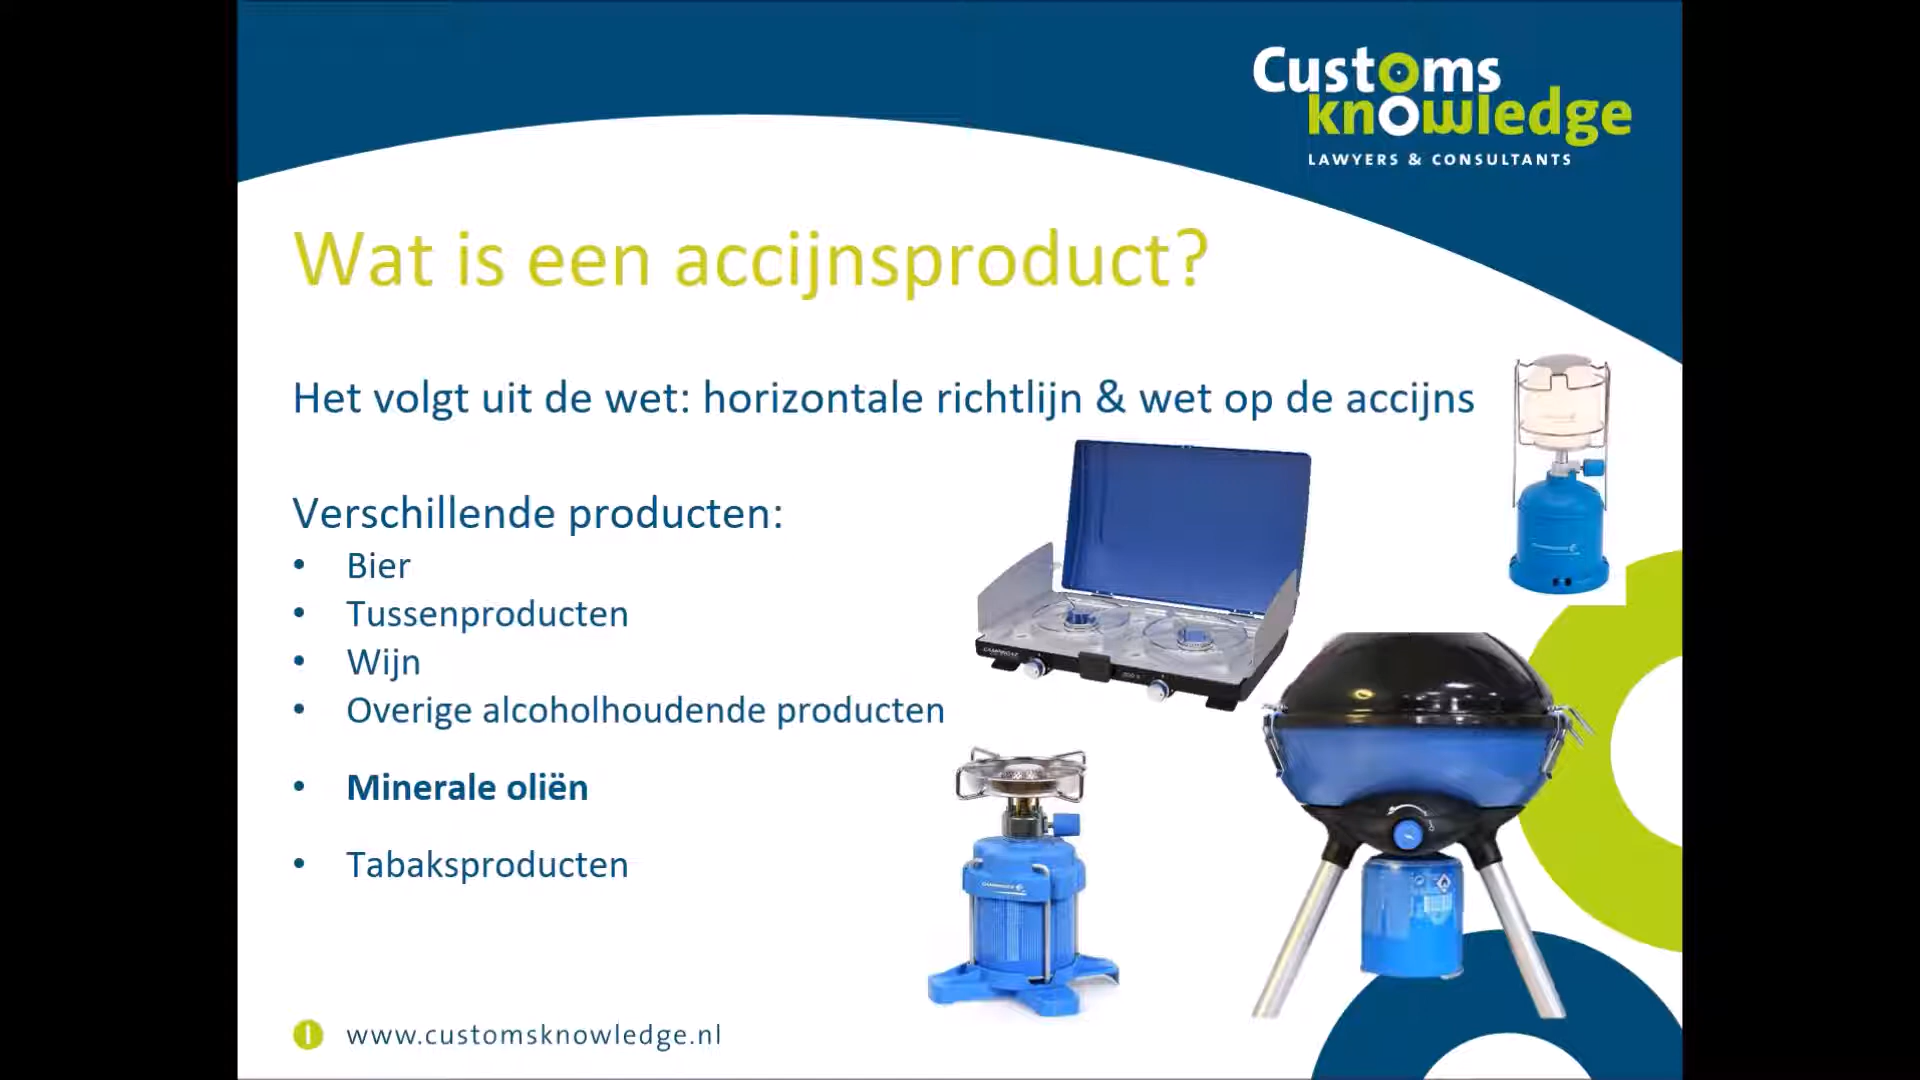 Customs
knowledge
LAWYERS & CONSULTANTS
Wat is een accijnsproduct?
Het volgt uit de wet: horizontale richtlijn & wet op de accijns
Verschillende producten:
• Bier
• Tussenproducten
• Wijn
• Overige alcoholhoudende producten
• Minerale oliën
• Tabaksproducten
www.customsknowledge.nl